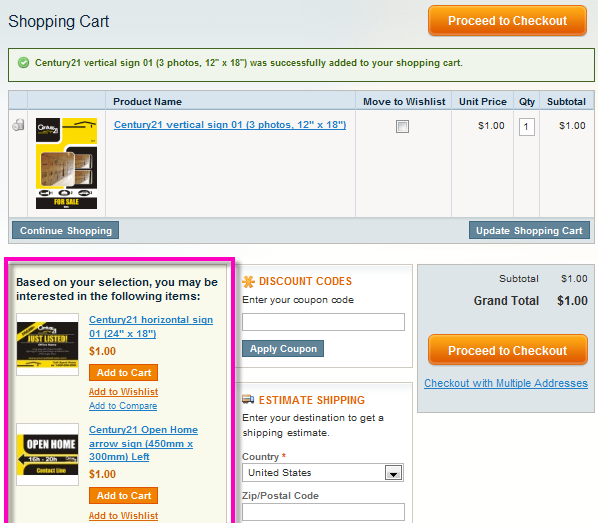 Shopping Cart
Proceed to Checkout
Century21 vertical sign 01 (3 photos, 12" x 18") was successfully added to your shopping cart.
Product Name
Move to Wishlist
Unit Price
Qty
Subtotal
Century21 vertical sign 01 (3 photos, 12" x 18")
$1.00
1
$1.00
Century 21
FOR SALE
Continue Shopping
Update Shopping Cart
Based on your selection, you may be
interested in the following items:
Century21 horizontal sign
01 (24" x 18")
$1.00
Add to Cart
Add to Wishlist
Add to Compare
JUST LISTED!
Century21 Open Home
arrow sign (450mm x
300mm) Left
$1.00
Add to Cart
Add to Wishlist
OPEN HOME
16h - 20h
Contact Live
DISCOUNT CODES
Enter your coupon code
Apply Coupon
ESTIMATE SHIPPING
Enter your destination to get a
shipping estimate.
Country *
United States
Zip/Postal Code
Subtotal $1.00
Grand Total $1.00
Proceed to Checkout
Checkout with Multiple Addresses